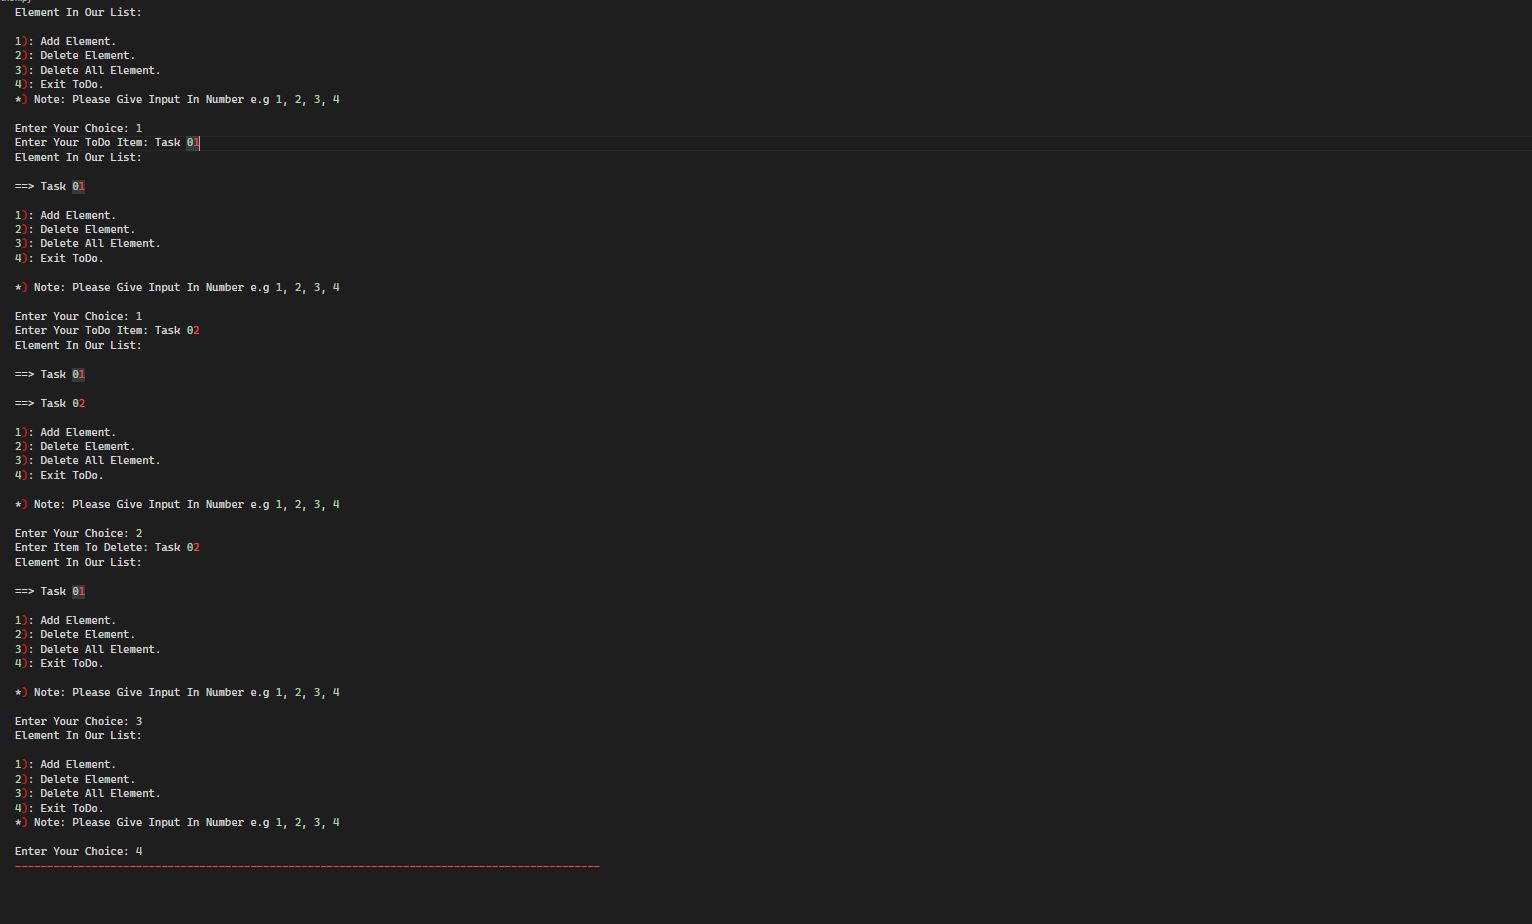 Element In Our List:
1): Add Element.
2): Delete Element.
3): Delete All Element.
4): Exit ToDo.
*) Note: Please Give Input In Number e.g 1, 2, 3, 4
Enter Your Choice: 1
Enter Your ToDo Item: Task 01
Element In Our List:
==> Task 01
1): Add Element.
2): Delete Element.
3): Delete All Element.
4): Exit ToDo.
*) Note: Please Give Input In Number e.g 1, 2, 3, 4
Enter Your Choice: 1
Enter Your ToDo Item: Task 02
Element In Our List:
==> Task 01
==> Task 02
1): Add Element.
2): Delete Element.
3): Delete All Element.
4): Exit ToDo.
*) Note: Please Give Input In Number e.g 1, 2, 3, 4
Enter Your Choice: 2
Enter Item To Delete: Task 02
Element In Our List:
==> Task 01
1): Add Element.
2): Delete Element.
3): Delete All Element.
4): Exit ToDo.
*) Note: Please Give Input In Number e.g 1, 2, 3, 4
Enter Your Choice: 3
Element In Our List:
1): Add Element.
2): Delete Element.
3): Delete All Element.
4): Exit ToDo.
*) Note: Please Give Input In Number e.g 1, 2, 3, 4
Enter Your Choice: 4